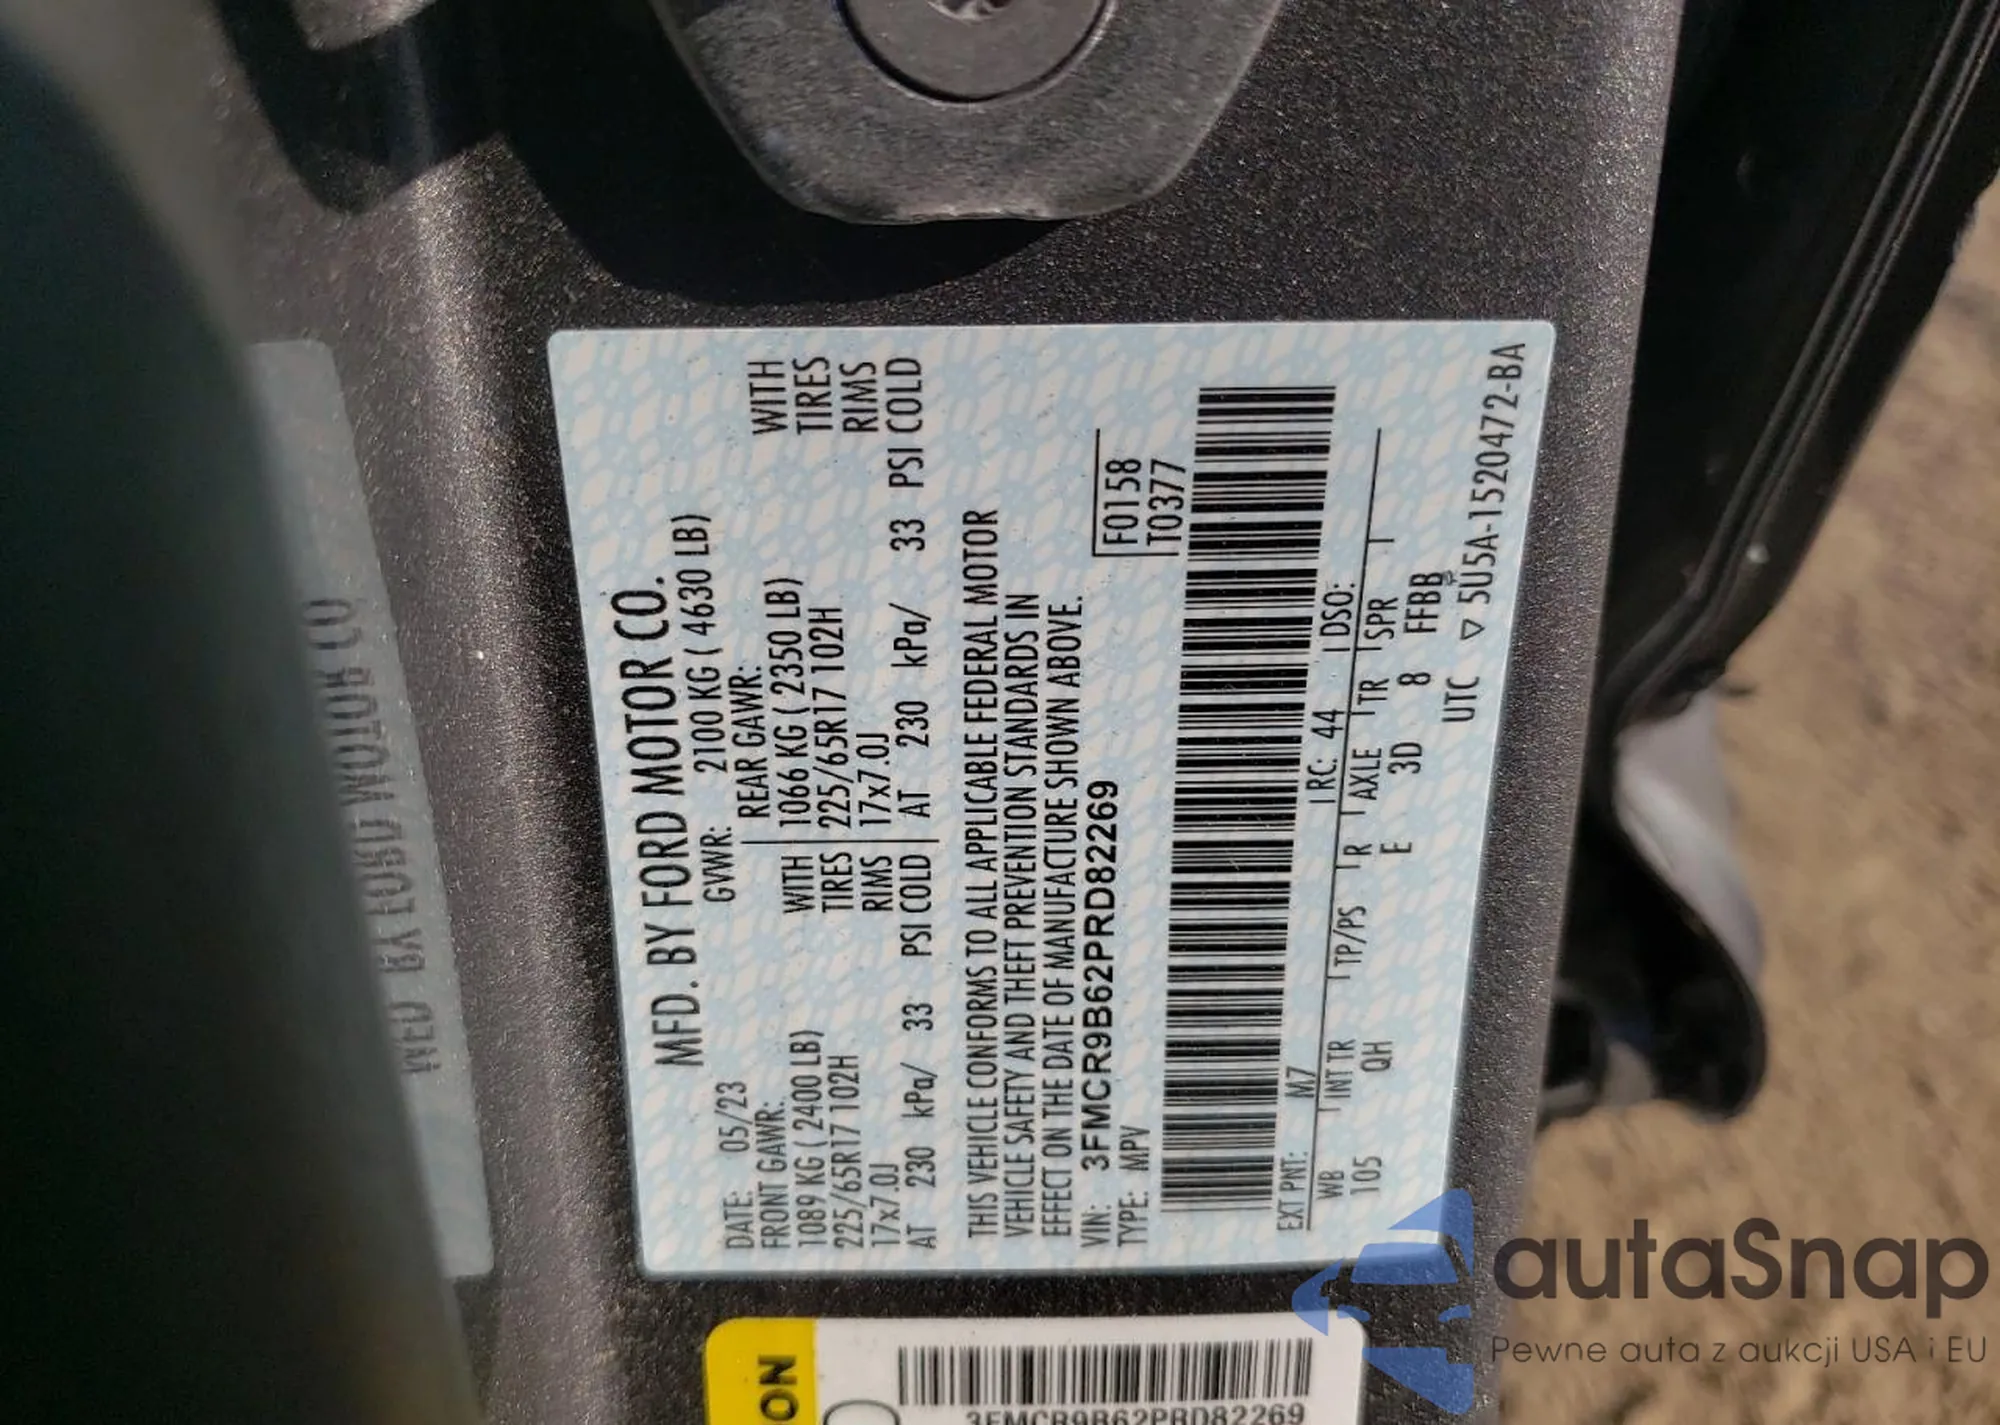 MFD. BY FORD MOTOR CO.
DATE: 05/23 GVWR: 2100 KG ( 4630 LB)
FRONT GAWR: REAR GAWR:
1089 KG ( 2400 LB) WITH 1066 KG ( 2350 LB) WITH
225/65R17 102H TIRES 225/65R17 102H TIRES
17x7.0J RIMS 17x7.0J RIMS
AT 230 kPa/ 33 PSI COLD AT 230 kPa/ 33 PSI COLD
THIS VEHICLE CONFORMS TO ALL APPLICABLE FEDERAL MOTOR
VEHICLE SAFETY AND THEFT PREVENTION STANDARDS IN
EFFECT ON THE DATE OF MANUFACTURE SHOWN ABOVE.
VIN: 3FMCR9B62PRD82269
F0158
TYPE: MPV
T0377
EXT PNT: M7 RC: 44 DSO:
WB INT TR TP/PS R AXLE TR SPR
105 QH E 3D 8 FFBB
UTC ▽ 5U5A-1520472-BA
MFD. BY FORD MOTOR CO
ON
3FMCR9B62PRD82269
autaSnap
Pewne auta z aukcji USA i EU